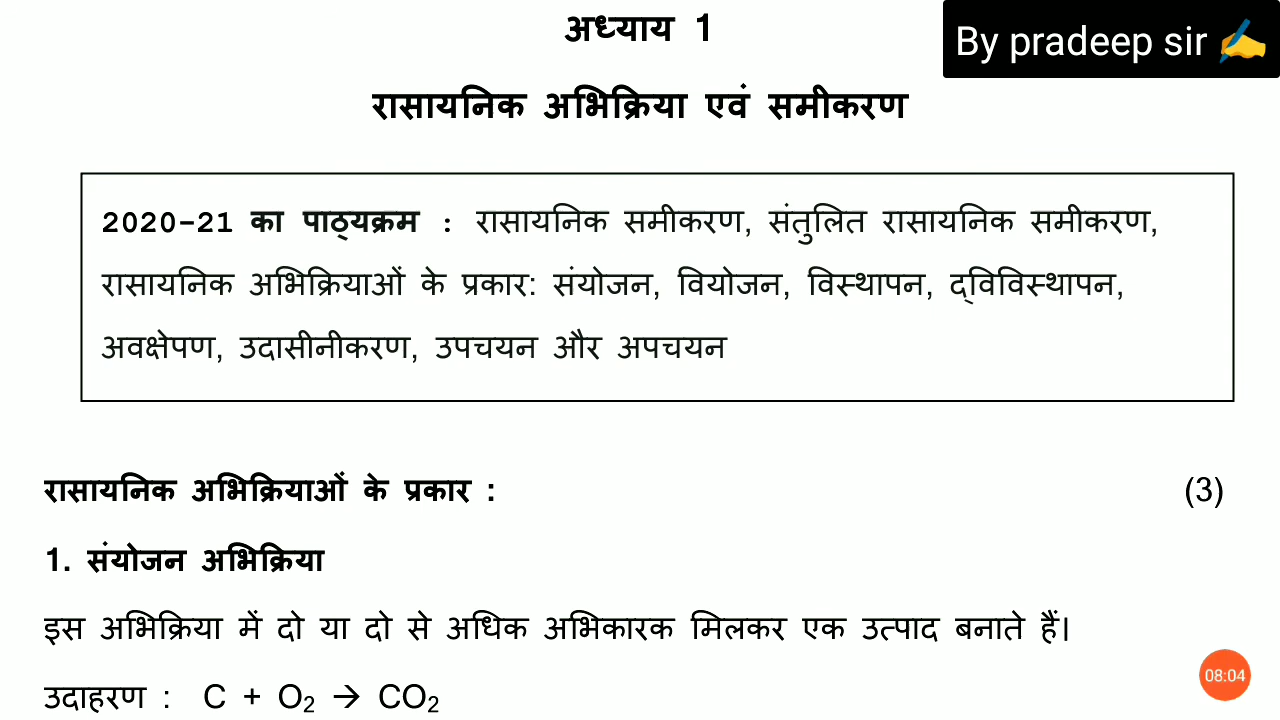 अध्याय 1
By pradeep sir ✍️
रासायनिक अभिक्रिया एवं समीकरण
2020-21 का पाठ्यक्रम : रासायनिक समीकरण, संतुलित रासायनिक समीकरण,
रासायनिक अभिक्रियाओं के प्रकार: संयोजन, वियोजन, विस्थापन, द्विविस्थापन,
अवक्षेपण, उदासीनीकरण, उपचयन और अपचयन
रासायनिक अभिक्रियाओं के प्रकार : (3)
1. संयोजन अभिक्रिया
इस अभिक्रिया में दो या दो से अधिक अभिकारक मिलकर एक उत्पाद बनाते हैं।
उदाहरण : C + O₂ → CO₂
08:04